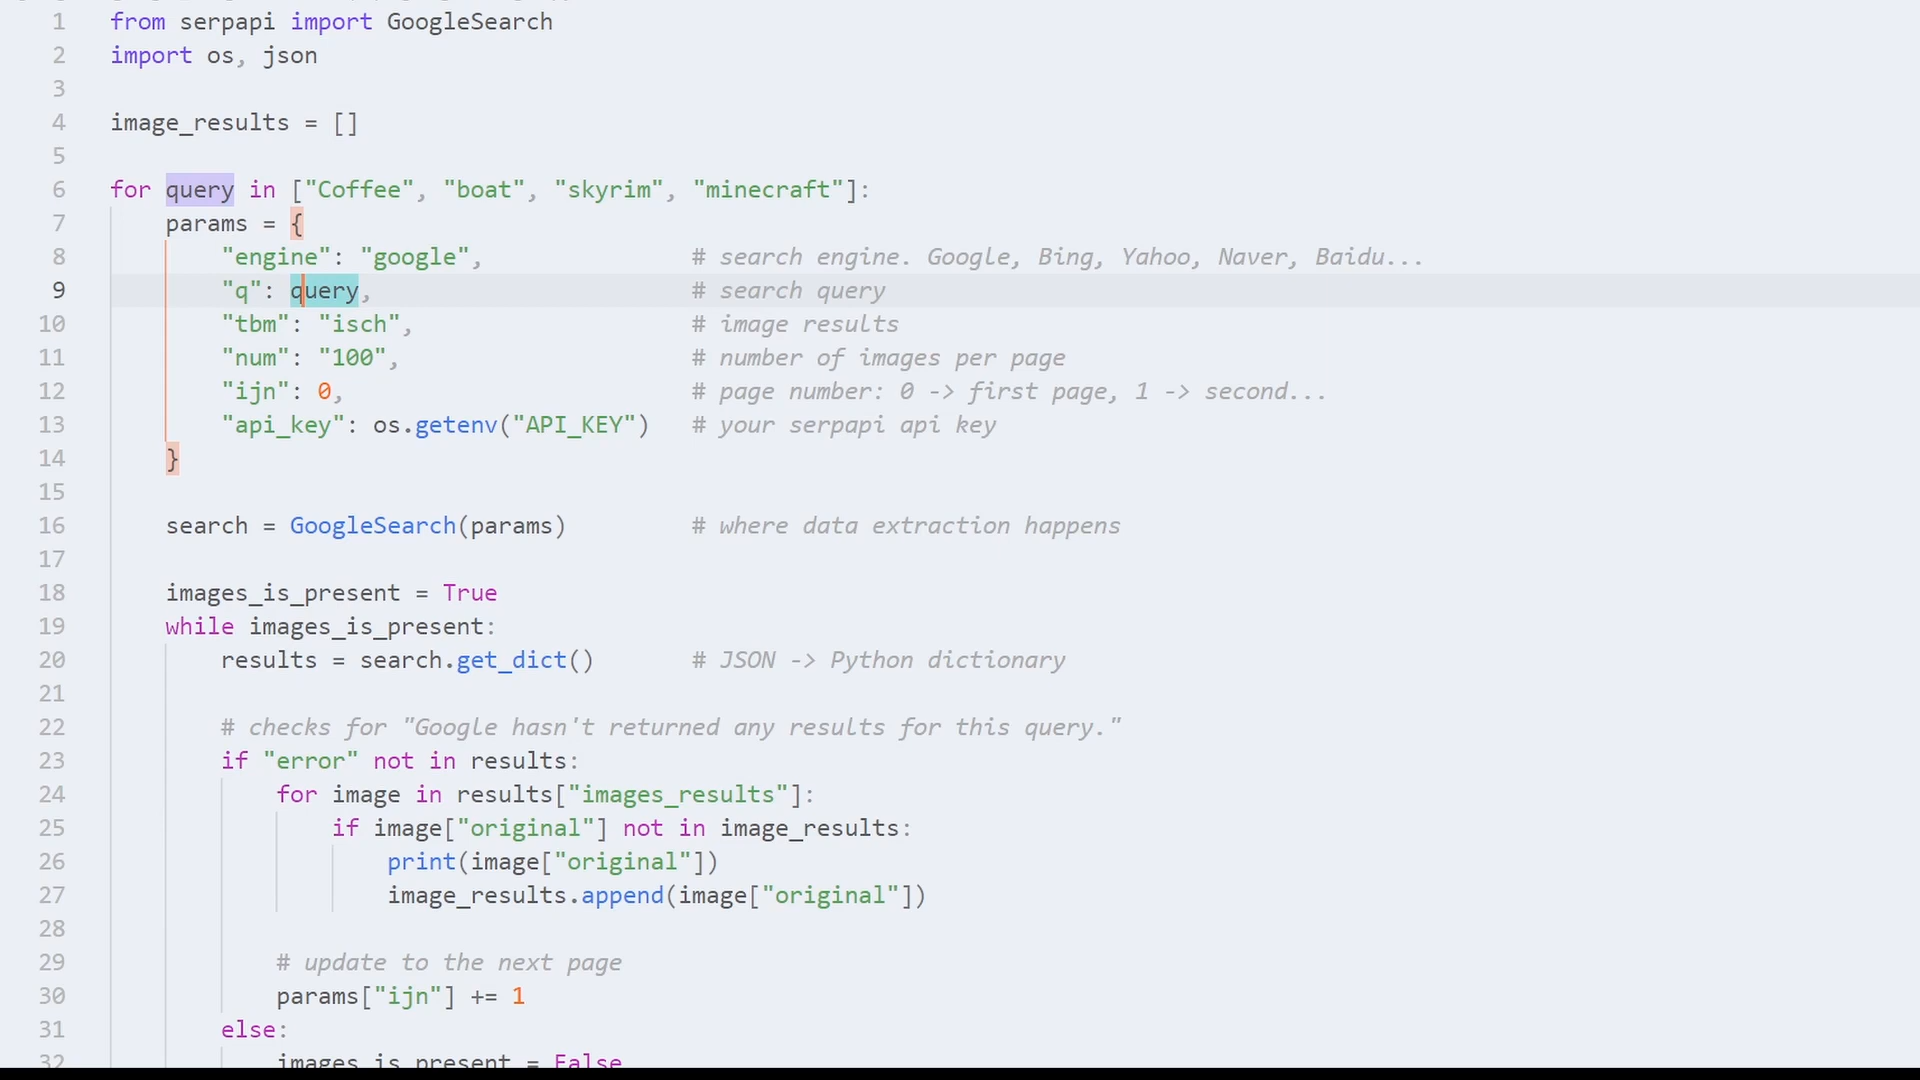 1 from serpapi import GoogleSearch
2 import os, json
3
4 image_results = []
5
6 for query in ["Coffee", "boat", "skyrim", "minecraft"]:
7     params = {
8         "engine": "google",               # search engine. Google, Bing, Yahoo, Naver, Baidu...
9         "q": query,                       # search query
10         "tbm": "isch",                    # image results
11         "num": "100",                     # number of images per page
12         "ijn": 0,                         # page number: 0 -> first page, 1 -> second...
13         "api_key": os.getenv("API_KEY")   # your serpapi api key
14     }
15
16     search = GoogleSearch(params)         # where data extraction happens
17
18     images_is_present = True
19     while images_is_present:
20         results = search.get_dict()       # JSON -> Python dictionary
21
22         # checks for "Google hasn't returned any results for this query."
23         if "error" not in results:
24             for image in results["images_results"]:
25                 if image["original"] not in image_results:
26                     print(image["original"])
27                     image_results.append(image["original"])
28
29             # update to the next page
30             params["ijn"] += 1
31         else:
32             images_is_present = False